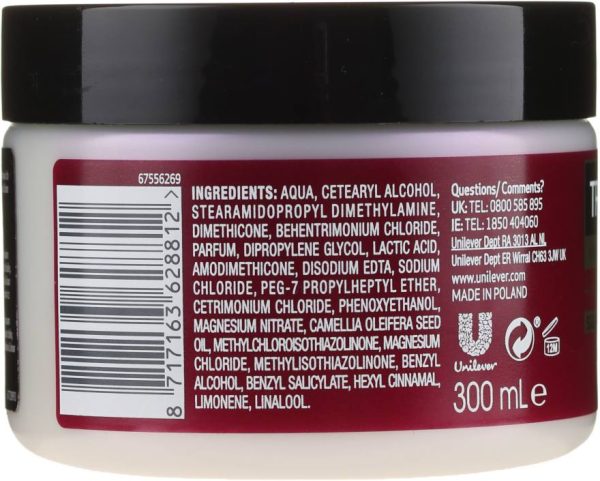 67556269
8 717163 628812 >
INGREDIENTS: AQUA, CETEARYL ALCOHOL,
STEARAMIDOPROPYL DIMETHYLAMINE,
DIMETHICONE, BEHENTRIMONIUM CHLORIDE,
PARFUM, DIPROPYLENE GLYCOL, LACTIC ACID,
AMODIMETHICONE, DISODIUM EDTA, SODIUM
CHLORIDE, PEG-7 PROPYLHEPTYL ETHER,
CETRIMONIUM CHLORIDE, PHENOXYETHANOL,
MAGNESIUM NITRATE, CAMELLIA OLEIFERA SEED
OIL, METHYLCHLOROISOTHIAZOLINONE, MAGNESIUM
CHLORIDE, METHYLISOTHIAZOLINONE, BENZYL
ALCOHOL, BENZYL SALICYLATE, HEXYL CINNAMAL,
LIMONENE, LINALOOL.
Questions/Comments?
UK: TEL: 0800 585 895
IE: TEL: 1850 404060
Unilever Dept RA 3013 AL NL
Unilever Dept ER Wirral CH63 3JW UK
www.unilever.com
MADE IN POLAND
Unilever
12M
300 mL e